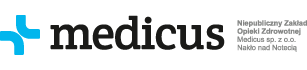 medicus
Niepubliczny Zakład
Opieki Zdrowotnej
Medicus sp. z o.o.
Nakło nad Notecią